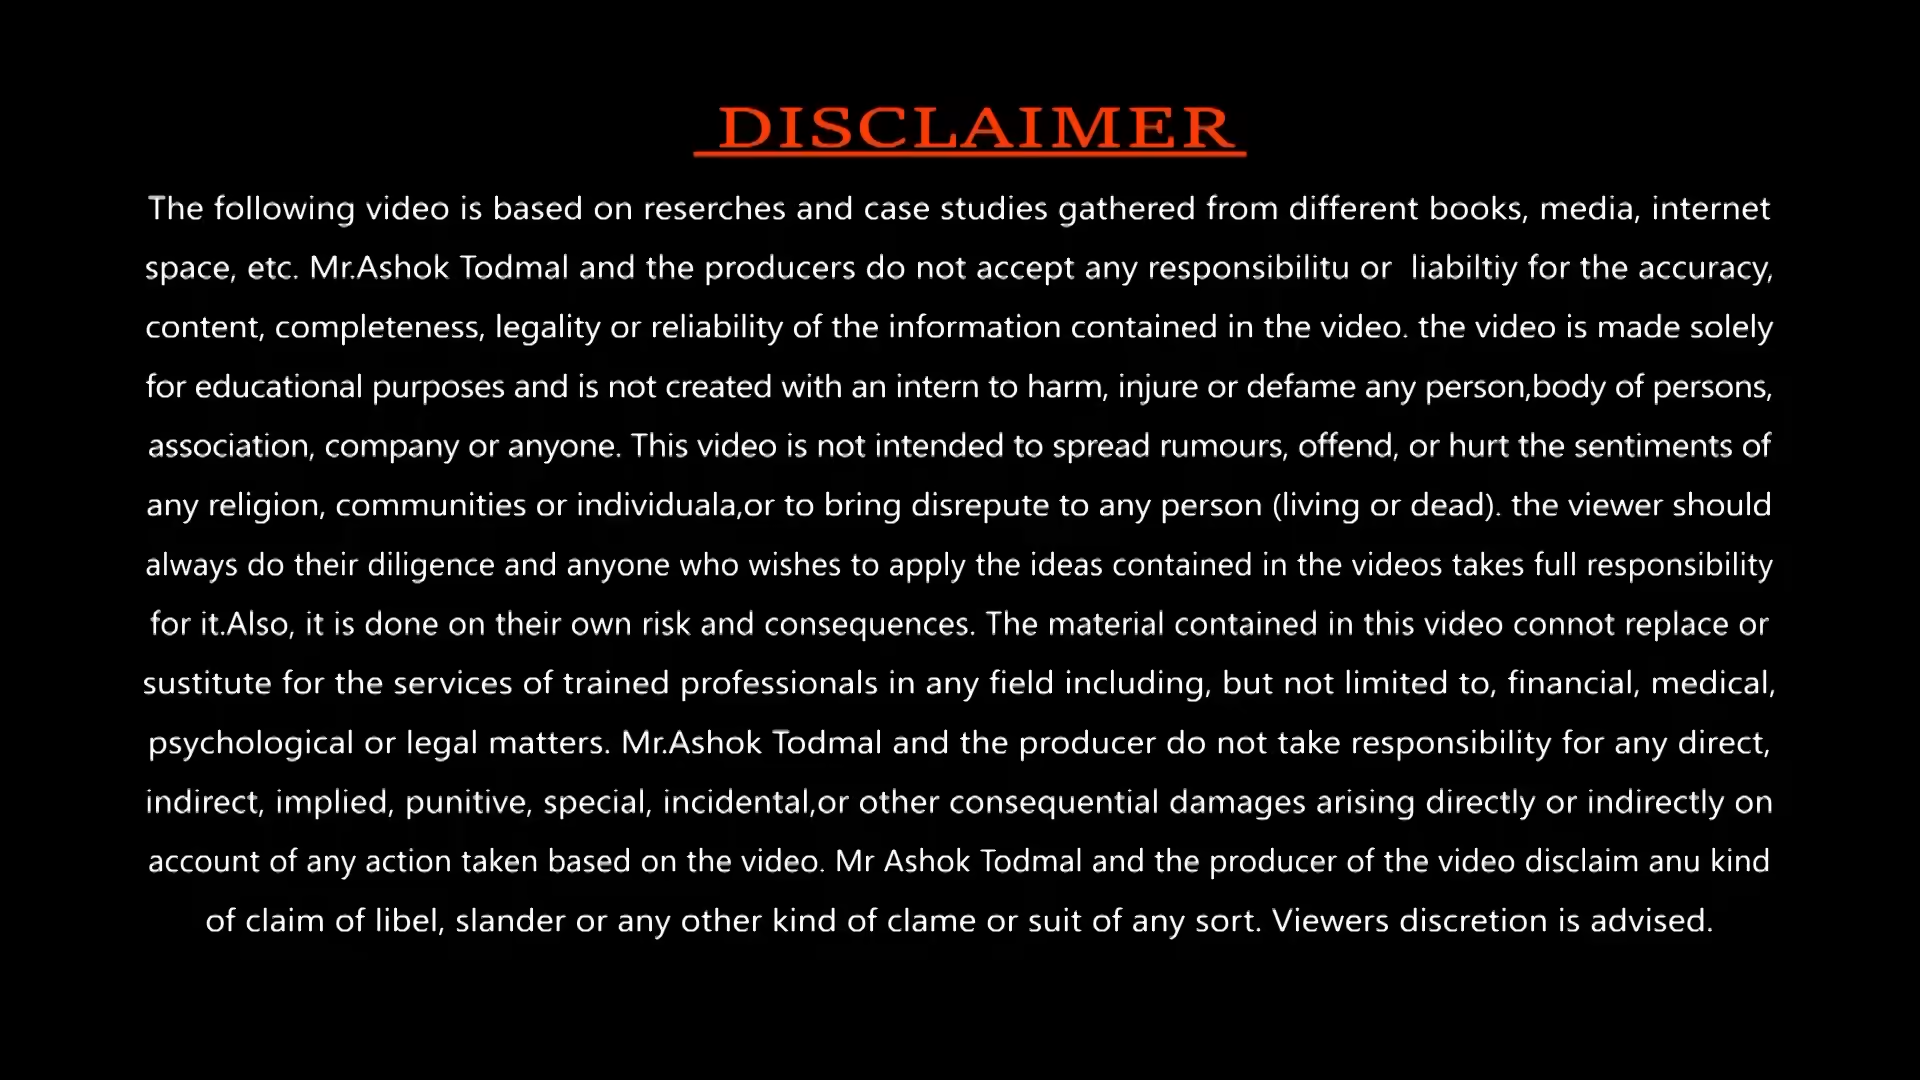 DISCLAIMER
The following video is based on reserches and case studies gathered from different books, media, internet
space, etc. Mr.Ashok Todmal and the producers do not accept any responsibilitu or  liabiltiy for the accuracy,
content, completeness, legality or reliability of the information contained in the video. the video is made solely
for educational purposes and is not created with an intern to harm, injure or defame any person,body of persons,
association, company or anyone. This video is not intended to spread rumours, offend, or hurt the sentiments of
any religion, communities or individuala,or to bring disrepute to any person (living or dead). the viewer should
always do their diligence and anyone who wishes to apply the ideas contained in the videos takes full responsibility
for it.Also, it is done on their own risk and consequences. The material contained in this video connot replace or
sustitute for the services of trained professionals in any field including, but not limited to, financial, medical,
psychological or legal matters. Mr.Ashok Todmal and the producer do not take responsibility for any direct,
indirect, implied, punitive, special, incidental,or other consequential damages arising directly or indirectly on
account of any action taken based on the video. Mr Ashok Todmal and the producer of the video disclaim anu kind
of claim of libel, slander or any other kind of clame or suit of any sort. Viewers discretion is advised.